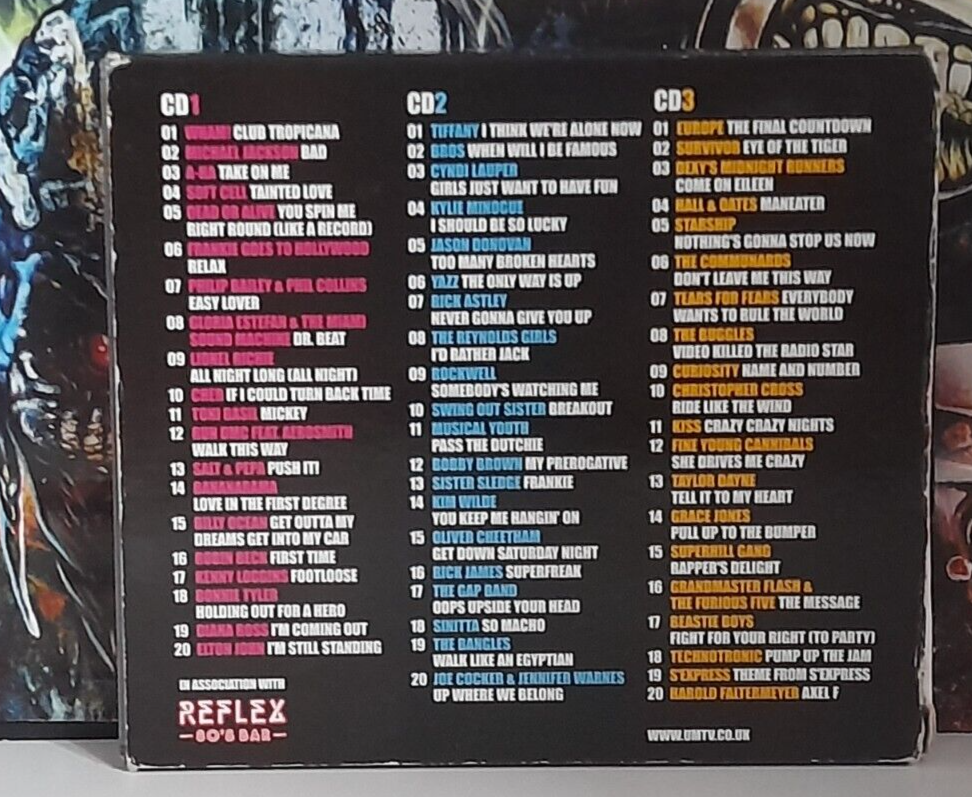 CD1
01 WHAM! CLUB TROPICANA
02 MICHAEL JACKSON BAD
03 A-HA TAKE ON ME
04 SOFT CELL TAINTED LOVE
05 DEAD OR ALIVE YOU SPIN ME
RIGHT ROUND (LIKE A RECORD)
06 FRANKIE GOES TO HOLLYWOOD
RELAX
07 PHILIP BAILEY & PHIL COLLINS
EASY LOVER
08 GLORIA ESTEFAN & THE MIAMI
SOUND MACHINE DR. BEAT
09 LIONEL RICHIE
ALL NIGHT LONG (ALL NIGHT)
10 CHER IF I COULD TURN BACK TIME
11 TONI BASIL MICKEY
12 RUN DMC FEAT. AEROSMITH
WALK THIS WAY
13 SALT & PEPA PUSH IT!
14 BANANARAMA
LOVE IN THE FIRST DEGREE
15 BILLY OCEAN GET OUTTA MY
DREAMS GET INTO MY CAR
16 ROBIN BECK FIRST TIME
17 KENNY LOGGINS FOOTLOOSE
18 BONNIE TYLER
HOLDING OUT FOR A HERO
19 DIANA ROSS I'M COMING OUT
20 ELTON JOHN I'M STILL STANDING
IN ASSOCIATION WITH
REFLEX
80'S BAR
CD2
01 TIFFANY I THINK WE'RE ALONE NOW
02 BROS WHEN WILL I BE FAMOUS
03 CYNDI LAUPER
GIRLS JUST WANT TO HAVE FUN
04 KYLIE MINOGUE
I SHOULD BE SO LUCKY
05 JASON DONOVAN
TOO MANY BROKEN HEARTS
06 YAZZ THE ONLY WAY IS UP
07 RICK ASTLEY
NEVER GONNA GIVE YOU UP
08 THE REYNOLDS GIRLS
I'D RATHER JACK
09 ROCKWELL
SOMEBODY'S WATCHING ME
10 SWING OUT SISTER BREAKOUT
11 MUSICAL YOUTH
PASS THE DUTCHIE
12 BOBBY BROWN MY PREROGATIVE
13 SISTER SLEDGE FRANKIE
14 KIM WILDE
YOU KEEP ME HANGIN' ON
15 OLIVER CHEETHAM
GET DOWN SATURDAY NIGHT
16 RICK JAMES SUPERFREAK
17 THE GAP BAND
OOPS UPSIDE YOUR HEAD
18 SINITTA SO MACHO
19 THE BANGLES
WALK LIKE AN EGYPTIAN
20 JOE COCKER & JENNIFER WARNES
UP WHERE WE BELONG
CD3
01 EUROPE THE FINAL COUNTDOWN
02 SURVIVOR EYE OF THE TIGER
03 DEXY'S MIDNIGHT RUNNERS
COME ON EILEEN
04 HALL & OATES MANEATER
05 STARSHIP
NOTHING'S GONNA STOP US NOW
06 THE COMMUNARDS
DON'T LEAVE ME THIS WAY
07 TEARS FOR FEARS EVERYBODY
WANTS TO RULE THE WORLD
08 THE BUGGLES
VIDEO KILLED THE RADIO STAR
09 CURIOSITY NAME AND NUMBER
10 CHRISTOPHER CROSS
RIDE LIKE THE WIND
11 KISS CRAZY CRAZY NIGHTS
12 FINE YOUNG CANNIBALS
SHE DRIVES ME CRAZY
13 TAYLOR DAYNE
TELL IT TO MY HEART
14 GRACE JONES
PULL UP TO THE BUMPER
15 SUPERHILL GANG
RAPPER'S DELIGHT
16 GRANDMASTER FLASH &
THE FURIOUS FIVE THE MESSAGE
17 BEASTIE BOYS
FIGHT FOR YOUR RIGHT (TO PARTY)
18 TECHNOTRONIC PUMP UP THE JAM
19 S'EXPRESS THEME FROM S'EXPRESS
20 HAROLD FALTERMEYER AXEL F
WWW.UMTV.CO.UK